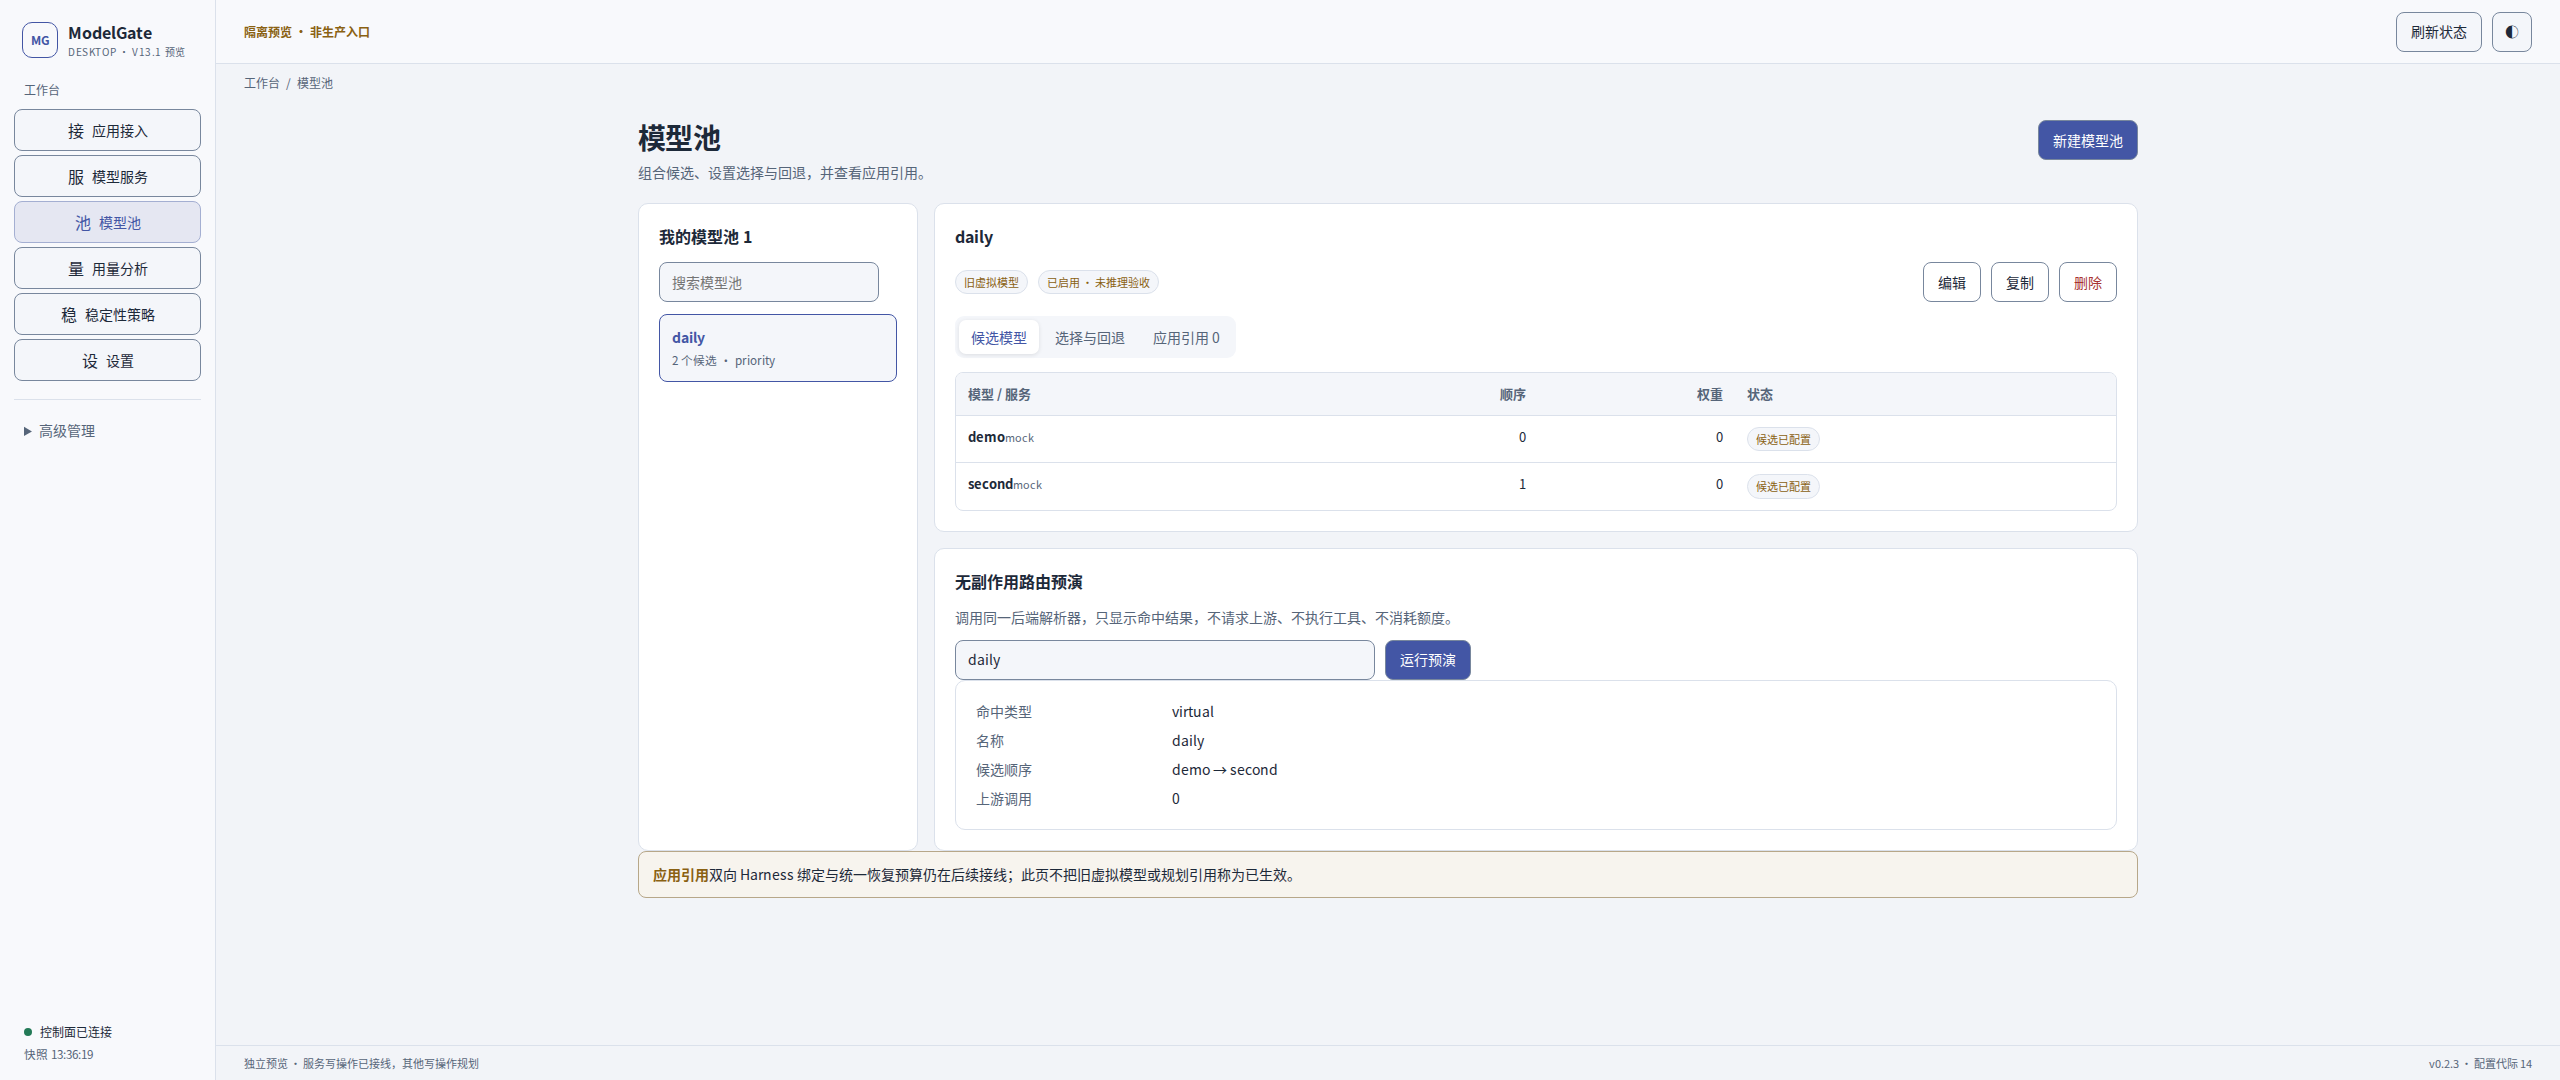 MG
ModelGate
DESKTOP · V13.1 预览
工作台
接 应用接入
服 模型服务
池 模型池
量 用量分析
稳 稳定性策略
设 设置
▶ 高级管理
控制面已连接
快照 13:36:19
隔离预览 · 非生产入口
刷新状态
工作台 / 模型池
模型池
组合候选、设置选择与回退，并查看应用引用。
新建模型池
我的模型池 1
搜索模型池
daily
2 个候选 · priority
daily
旧虚拟模型 已启用 · 未推理验收
编辑 复制 删除
候选模型 选择与回退 应用引用 0
模型 / 服务 顺序 权重 状态
demomock 0 0 候选已配置
secondmock 1 0 候选已配置
无副作用路由预演
调用同一后端解析器，只显示命中结果，不请求上游、不执行工具、不消耗额度。
daily 运行预演
命中类型 virtual
名称 daily
候选顺序 demo → second
上游调用 0
应用引用双向 Harness 绑定与统一恢复预算仍在后续接线；此页不把旧虚拟模型或规划引用称为已生效。
独立预览 · 服务写操作已接线，其他写操作规划
v0.2.3 · 配置代际 14